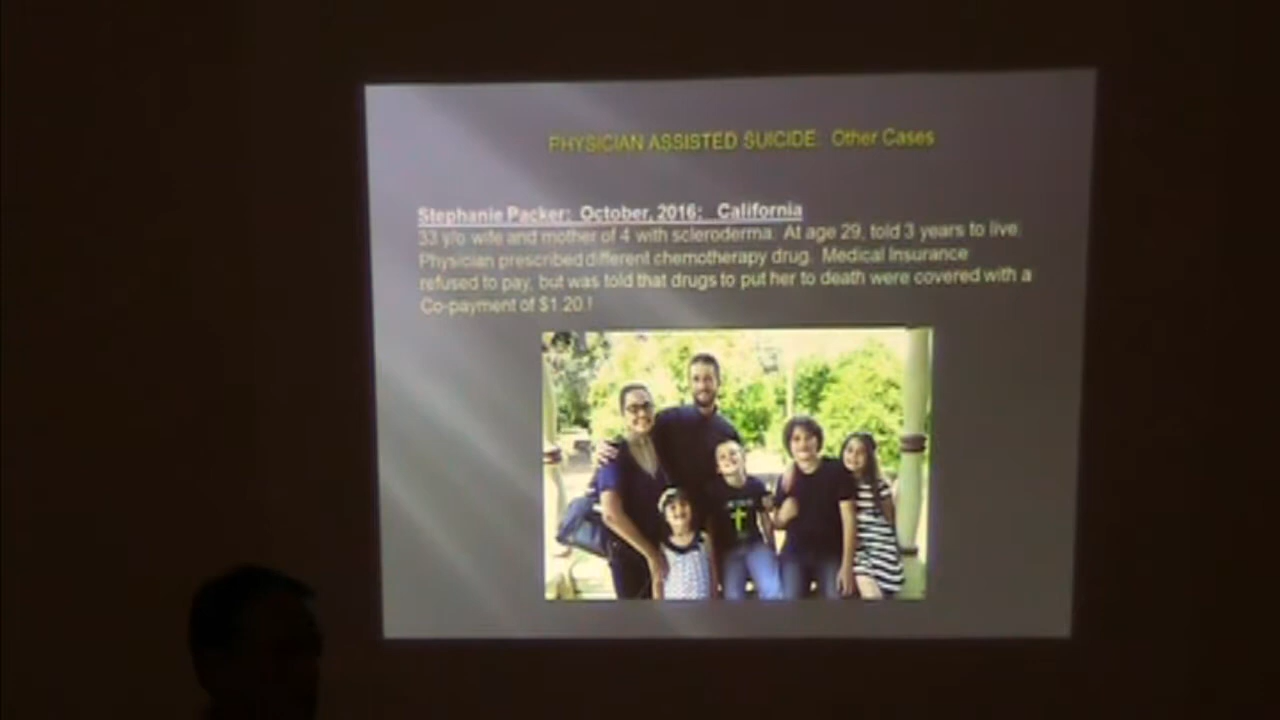 PHYSICIAN ASSISTED SUICIDE: Other Cases
Stephanie Packer: October, 2016: California
33 y/o wife and mother of 4 with scleroderma. At age 29, told 3 years to live.
Physician prescribed different chemotherapy drug. Medical Insurance
refused to pay, but was told that drugs to put her to death were covered with a
Co-payment of $1.20 !